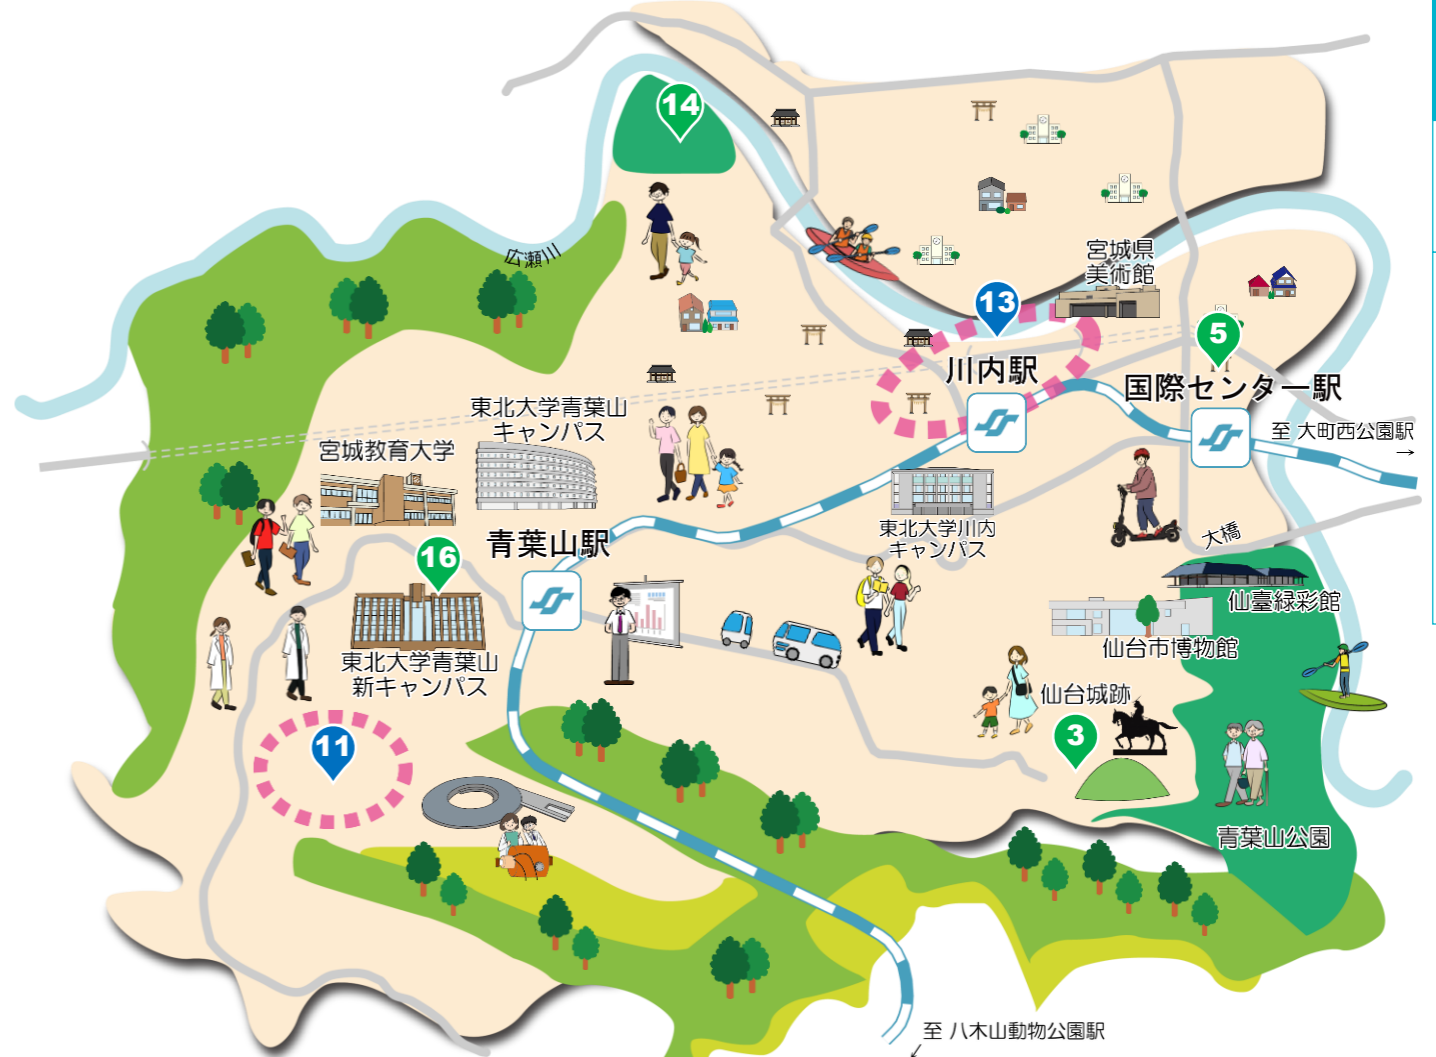 14
広瀬川
宮城県
美術館
13
5
川内駅
国際センター駅
至 大町西公園駅
→
東北大学青葉山
キャンパス
宮城教育大学
東北大学川内
キャンパス
大橋
青葉山駅
16
仙臺緑彩館
仙台市博物館
東北大学青葉山
新キャンパス
仙台城跡
3
11
青葉山公園
至 八木山動物公園駅